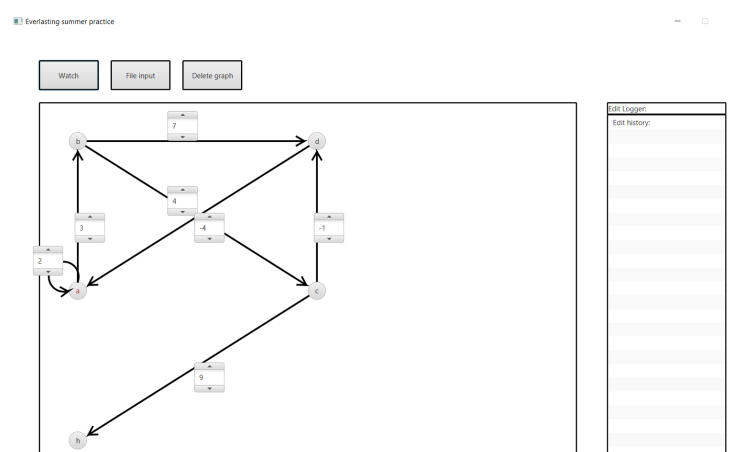 Everlasting summer practice
Watch
File input
Delete graph
Edit Logger:
Edit history:
7
b
d
4
3
-4
-1
2
a
c
9
h